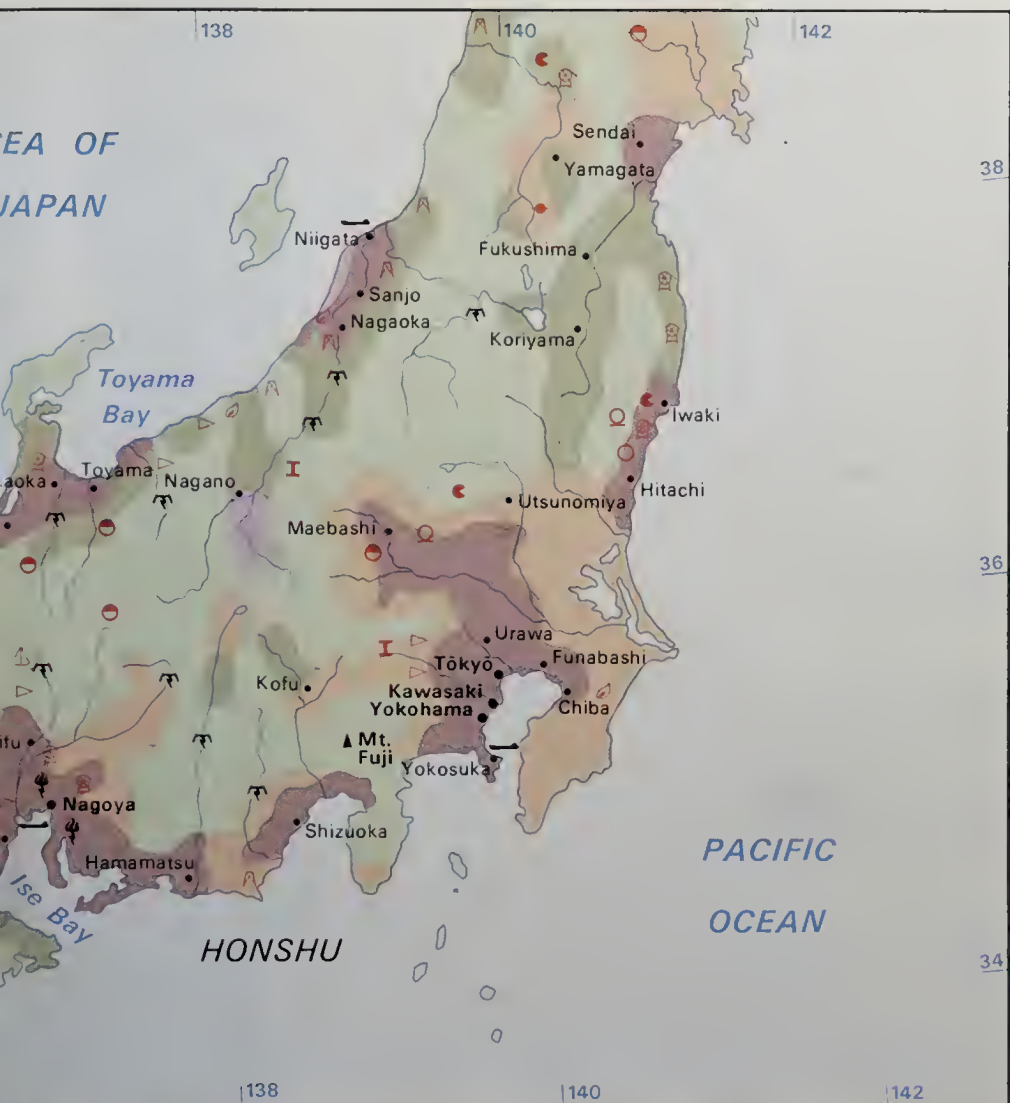 138
140
142
SEA OF
JAPAN
Sendai
Yamagata
38
Niigata
Fukushima
Sanjo
Nagaoka
Koriyama
Toyama
Bay
Iwaki
aoka
Toyama
Nagano
Hitachi
Utsunomiya
Maebashi
36
Urawa
Tōkyō
Funabashi
Kofu
Kawasaki
Chiba
Yokohama
ifu
Mt.
Fuji
Yokosuka
Nagoya
Shizuoka
PACIFIC
OCEAN
Hamamatsu
Ise Bay
HONSHU
34
138
140
142